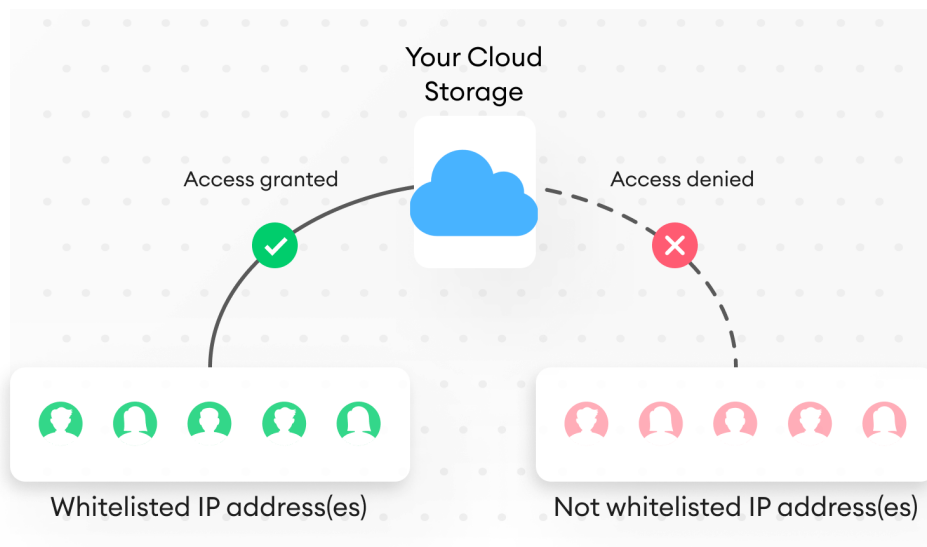 Your Cloud
Storage
Access granted
Access denied
Whitelisted IP address(es)
Not whitelisted IP address(es)